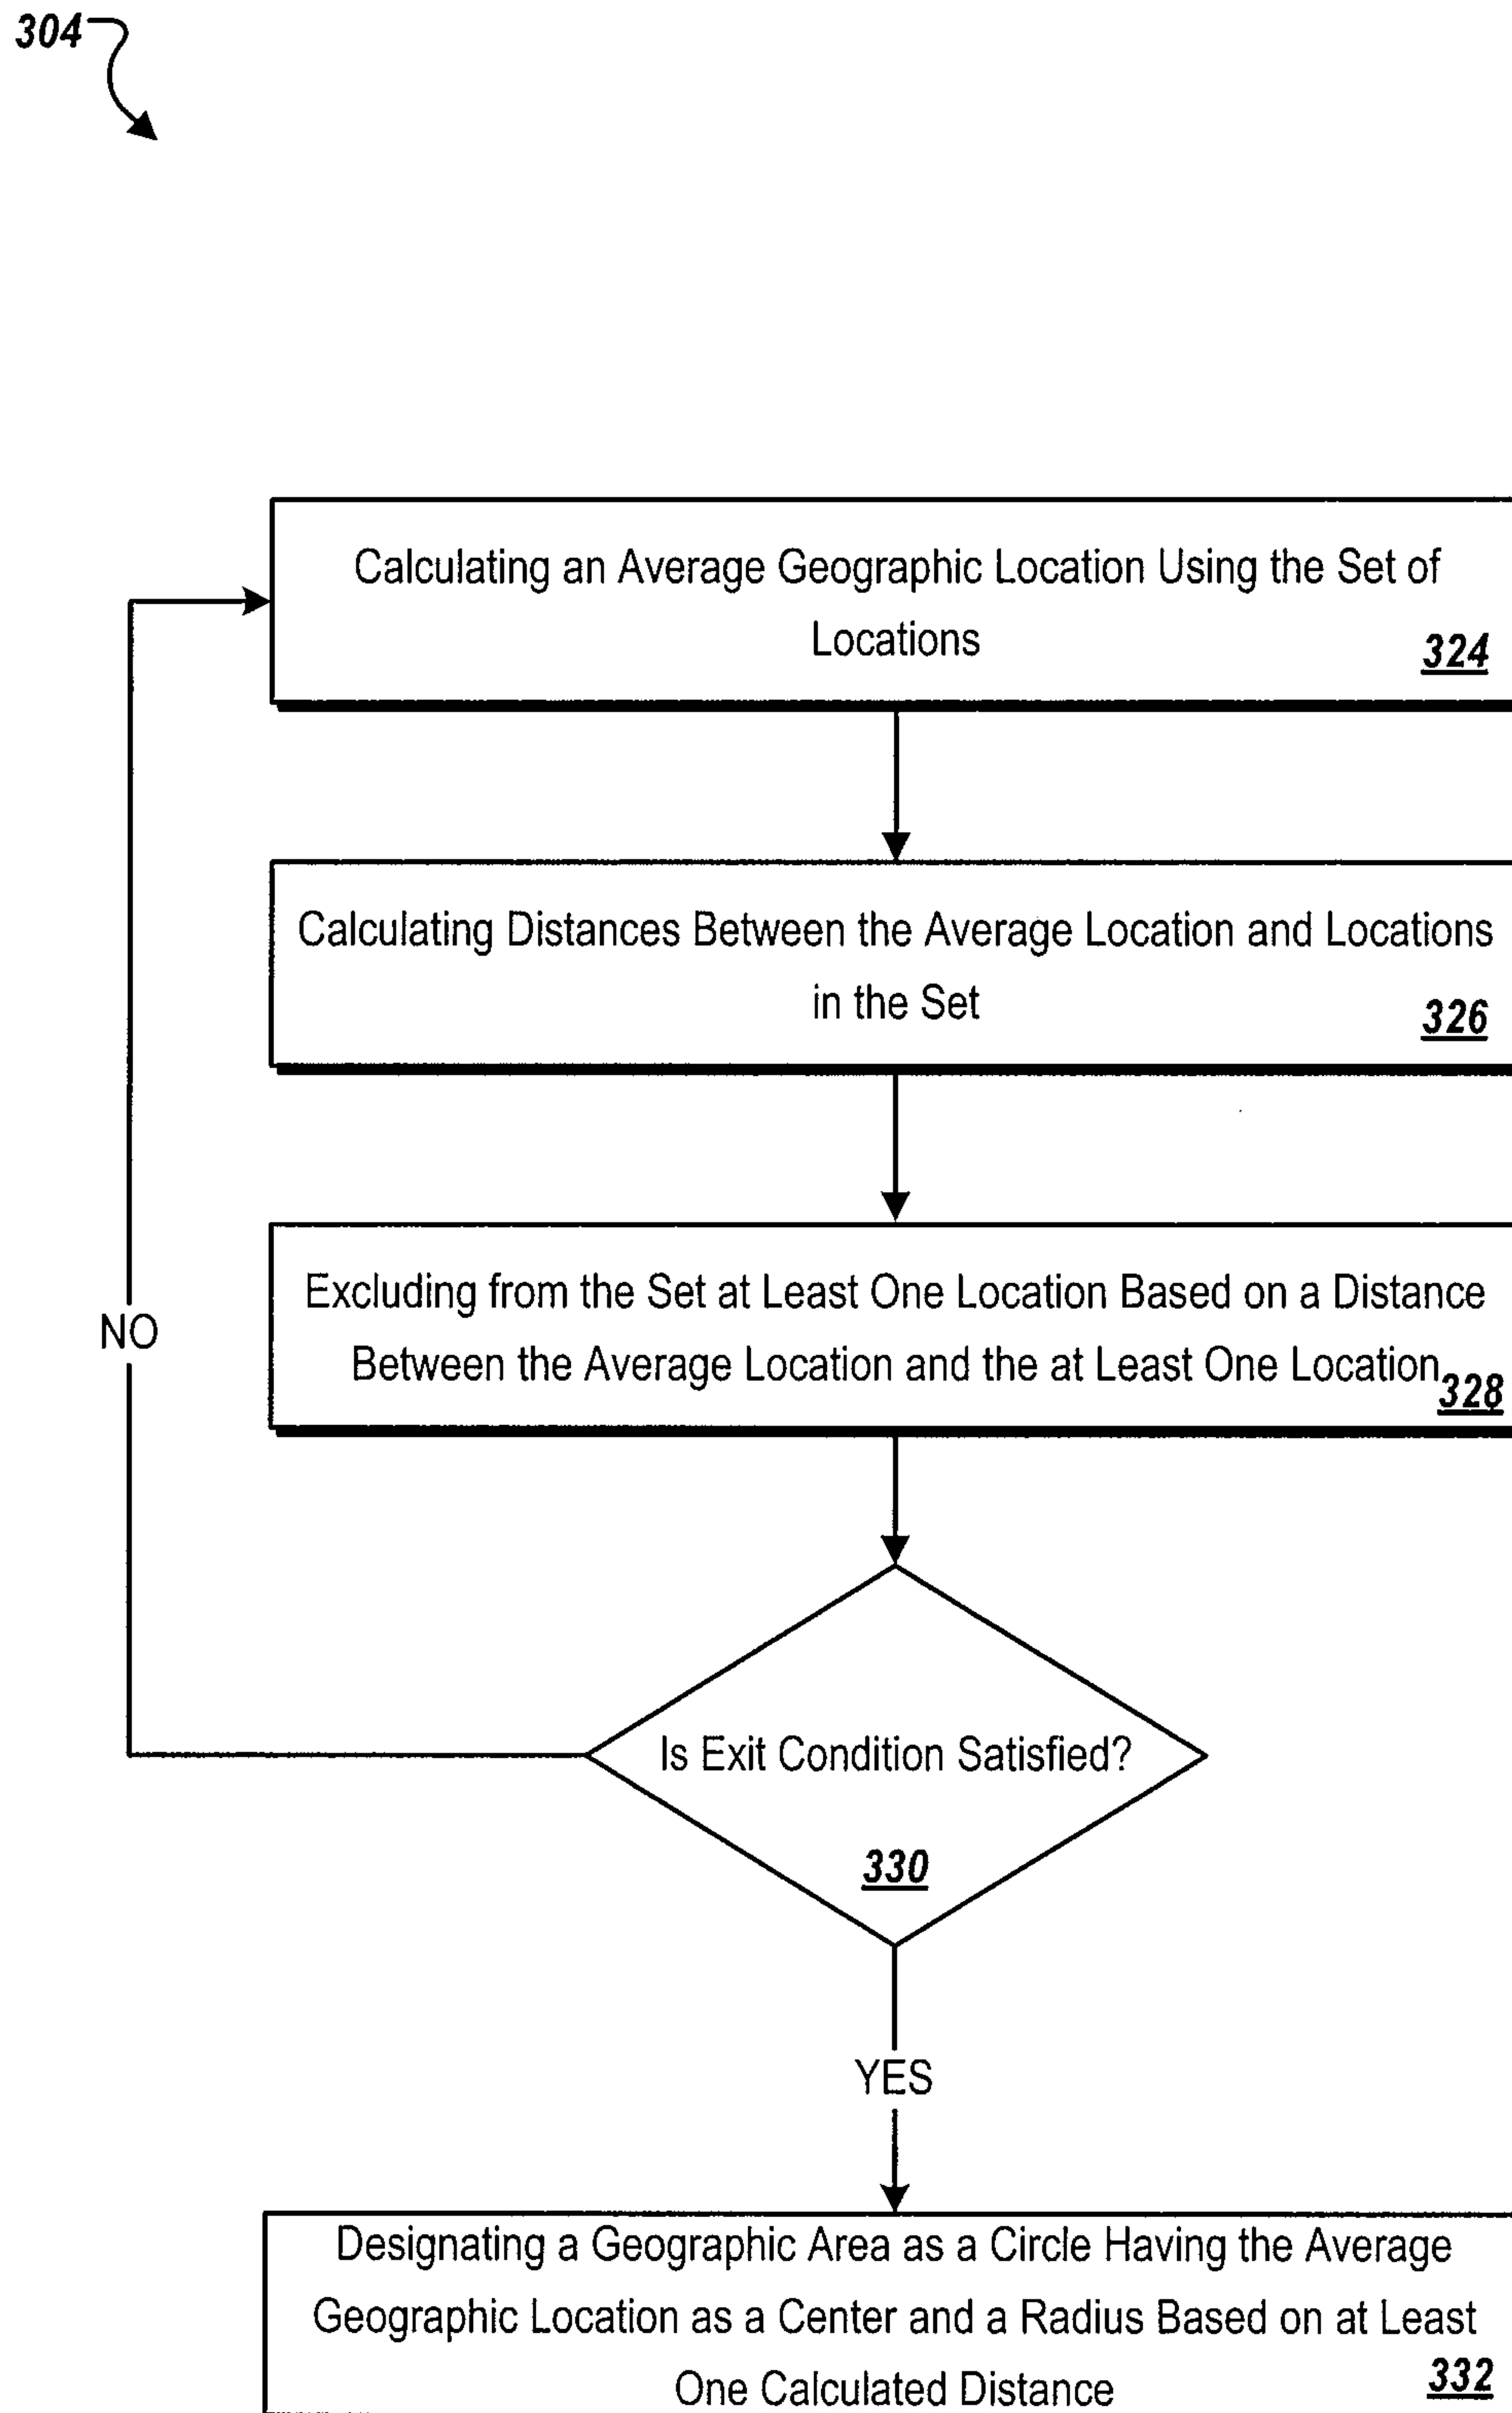 304
Calculating an Average Geographic Location Using the Set of
Locations
324
Calculating Distances Between the Average Location and Locations
in the Set
326
Excluding from the Set at Least One Location Based on a Distance
Between the Average Location and the at Least One Location
328
NO
Is Exit Condition Satisfied?
330
YES
Designating a Geographic Area as a Circle Having the Average
Geographic Location as a Center and a Radius Based on at Least
One Calculated Distance
332